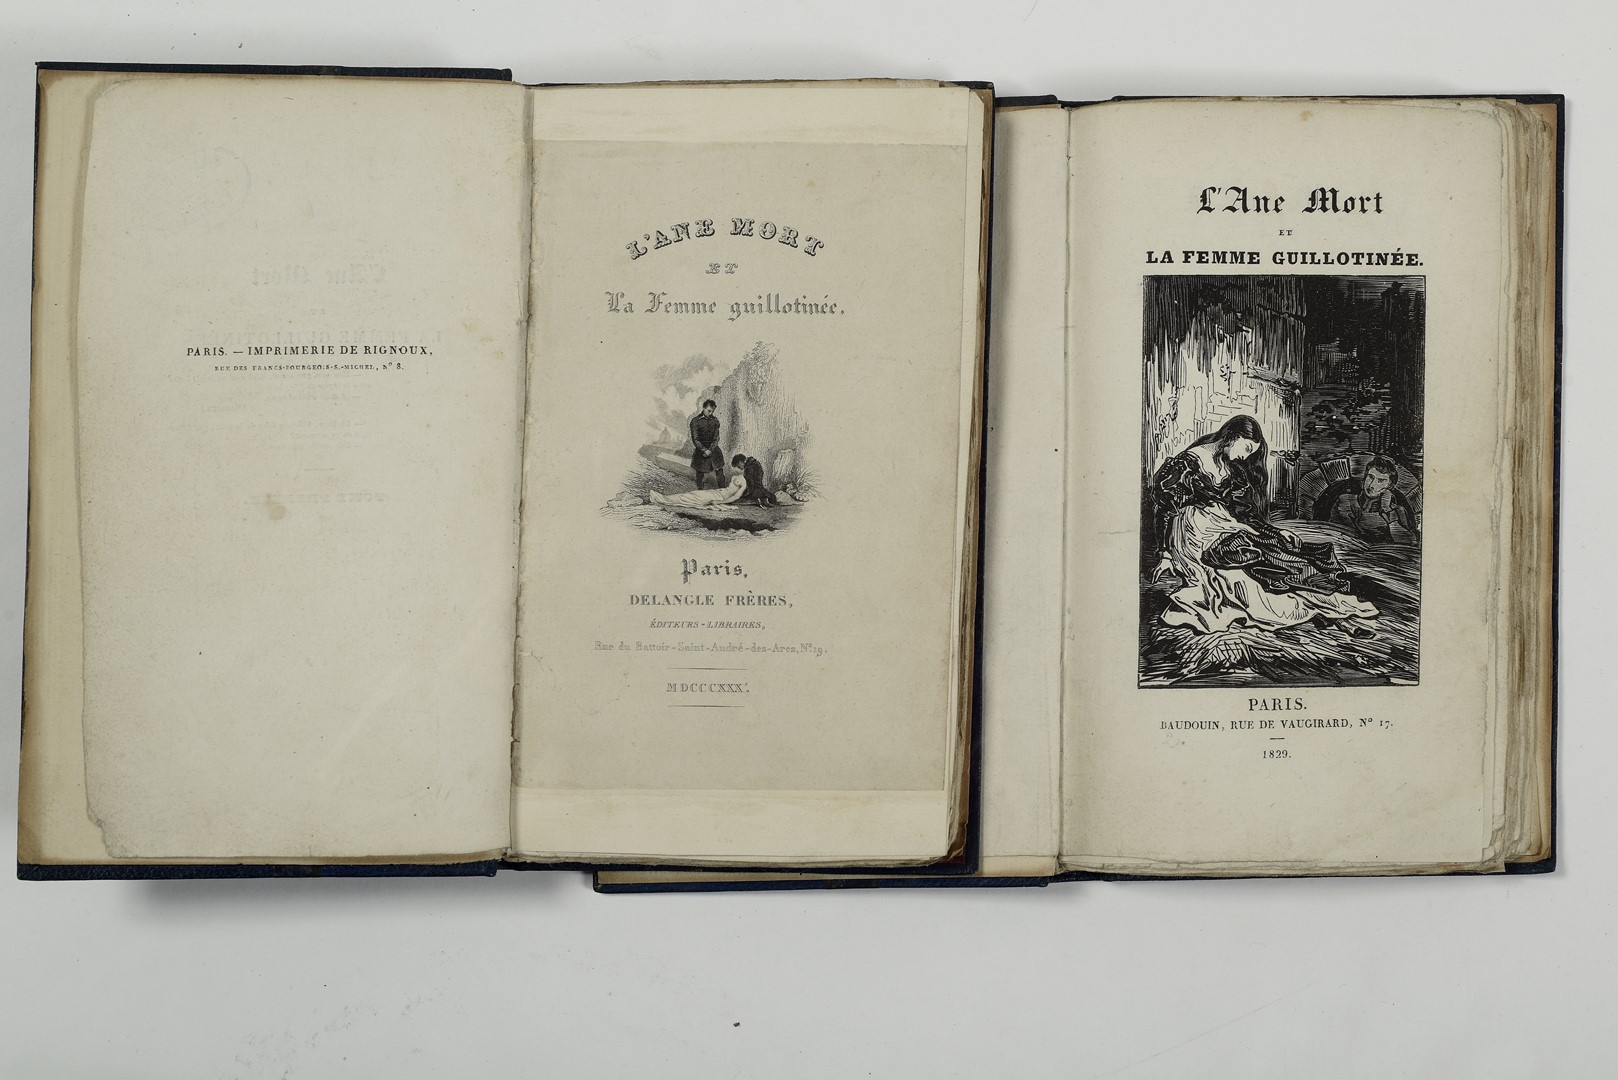 PARIS. — IMPRIMERIE DE RIGNOUX,
RUE DES FRANCS-BOURGEOIS-S.-MICHEL, N° 8.
L'ANE MORT
ET
La Femme guillotinée.
Paris,
DELANGLE FRÈRES,
ÉDITEURS-LIBRAIRES,
Rue du Battoir-Saint-André-des-Arcs, N° 19.
MDCCCXXX.
L'Ane Mort
ET
LA FEMME GUILLOTINÉE.
PARIS.
BAUDOUIN, RUE DE VAUGIRARD, N° 17.
1829.